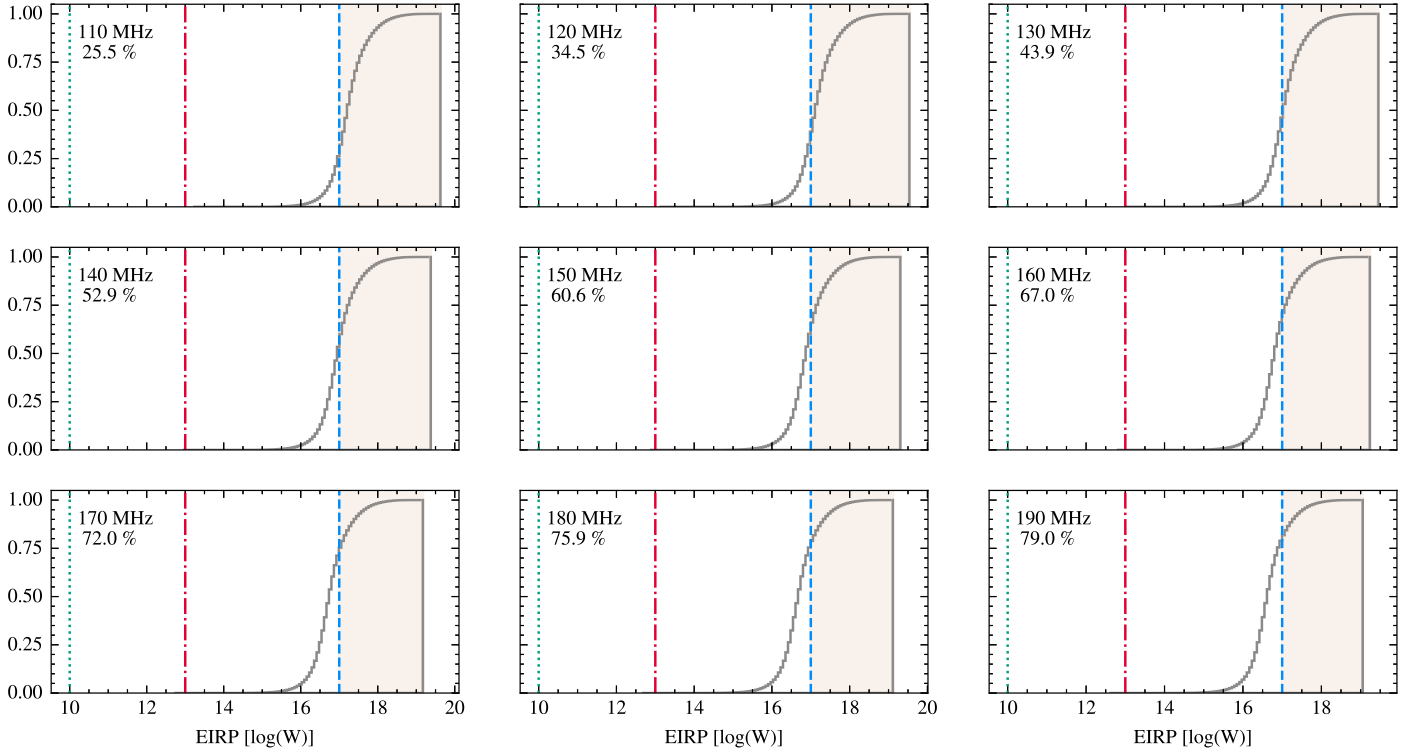 1.00
0.75
0.50
0.25
0.00
110 MHz
25.5 %
120 MHz
34.5 %
130 MHz
43.9 %
1.00
0.75
0.50
0.25
0.00
140 MHz
52.9 %
150 MHz
60.6 %
160 MHz
67.0 %
1.00
0.75
0.50
0.25
0.00
170 MHz
72.0 %
180 MHz
75.9 %
190 MHz
79.0 %
10 12 14 16 18 20
10 12 14 16 18 20
10 12 14 16 18
EIRP [log(W)]
EIRP [log(W)]
EIRP [log(W)]